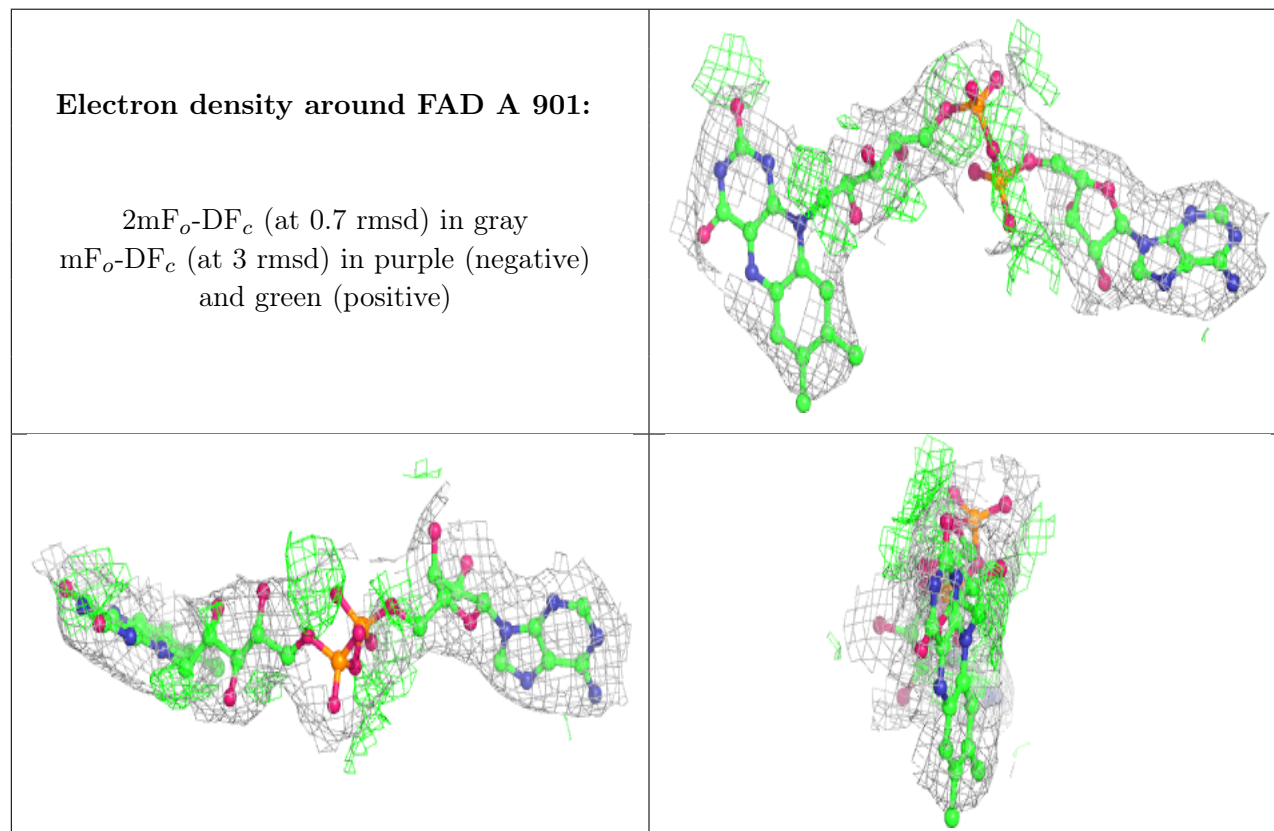 Electron density around FAD A 901:
2mFo-DFc (at 0.7 rmsd) in gray
mFo-DFc (at 3 rmsd) in purple (negative)
and green (positive)